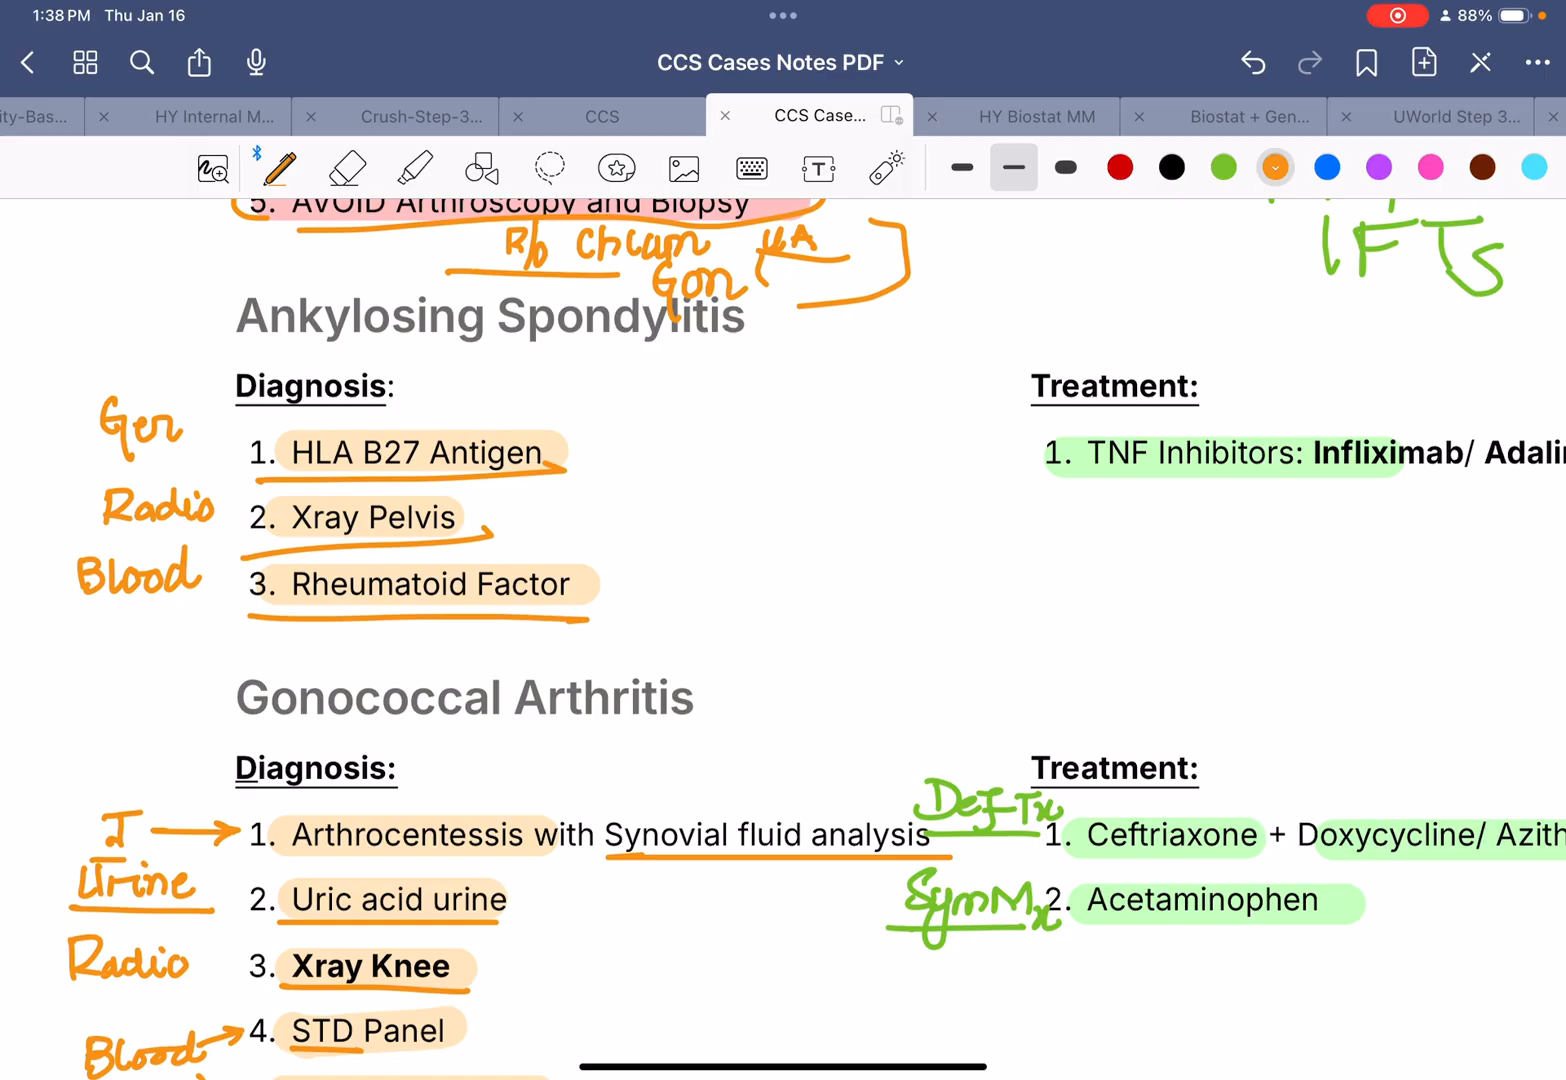 1:38 PM Thu Jan 16
88%
CCS Cases Notes PDF
ity-Bas...
HY Internal M...
Crush-Step-3...
CCS
CCS Case...
HY Biostat MM
Biostat + Gen...
UWorld Step 3...
5. AVOID Arthroscopy and Biopsy
R/o Chlam UA
Gon
LFTs
Ankylosing Spondylitis
Diagnosis:
Treatment:
Gen
1. HLA B27 Antigen
1. TNF Inhibitors: Infliximab/ Adalin
Radio
2. Xray Pelvis
Blood
3. Rheumatoid Factor
Gonococcal Arthritis
Diagnosis:
Treatment:
I
1. Arthrocentessis with Synovial fluid analysis
Def-Tx
1. Ceftriaxone + Doxycycline/ Azith
Urine
2. Uric acid urine
SymMx
2. Acetaminophen
Radio
3. Xray Knee
Blood
4. STD Panel